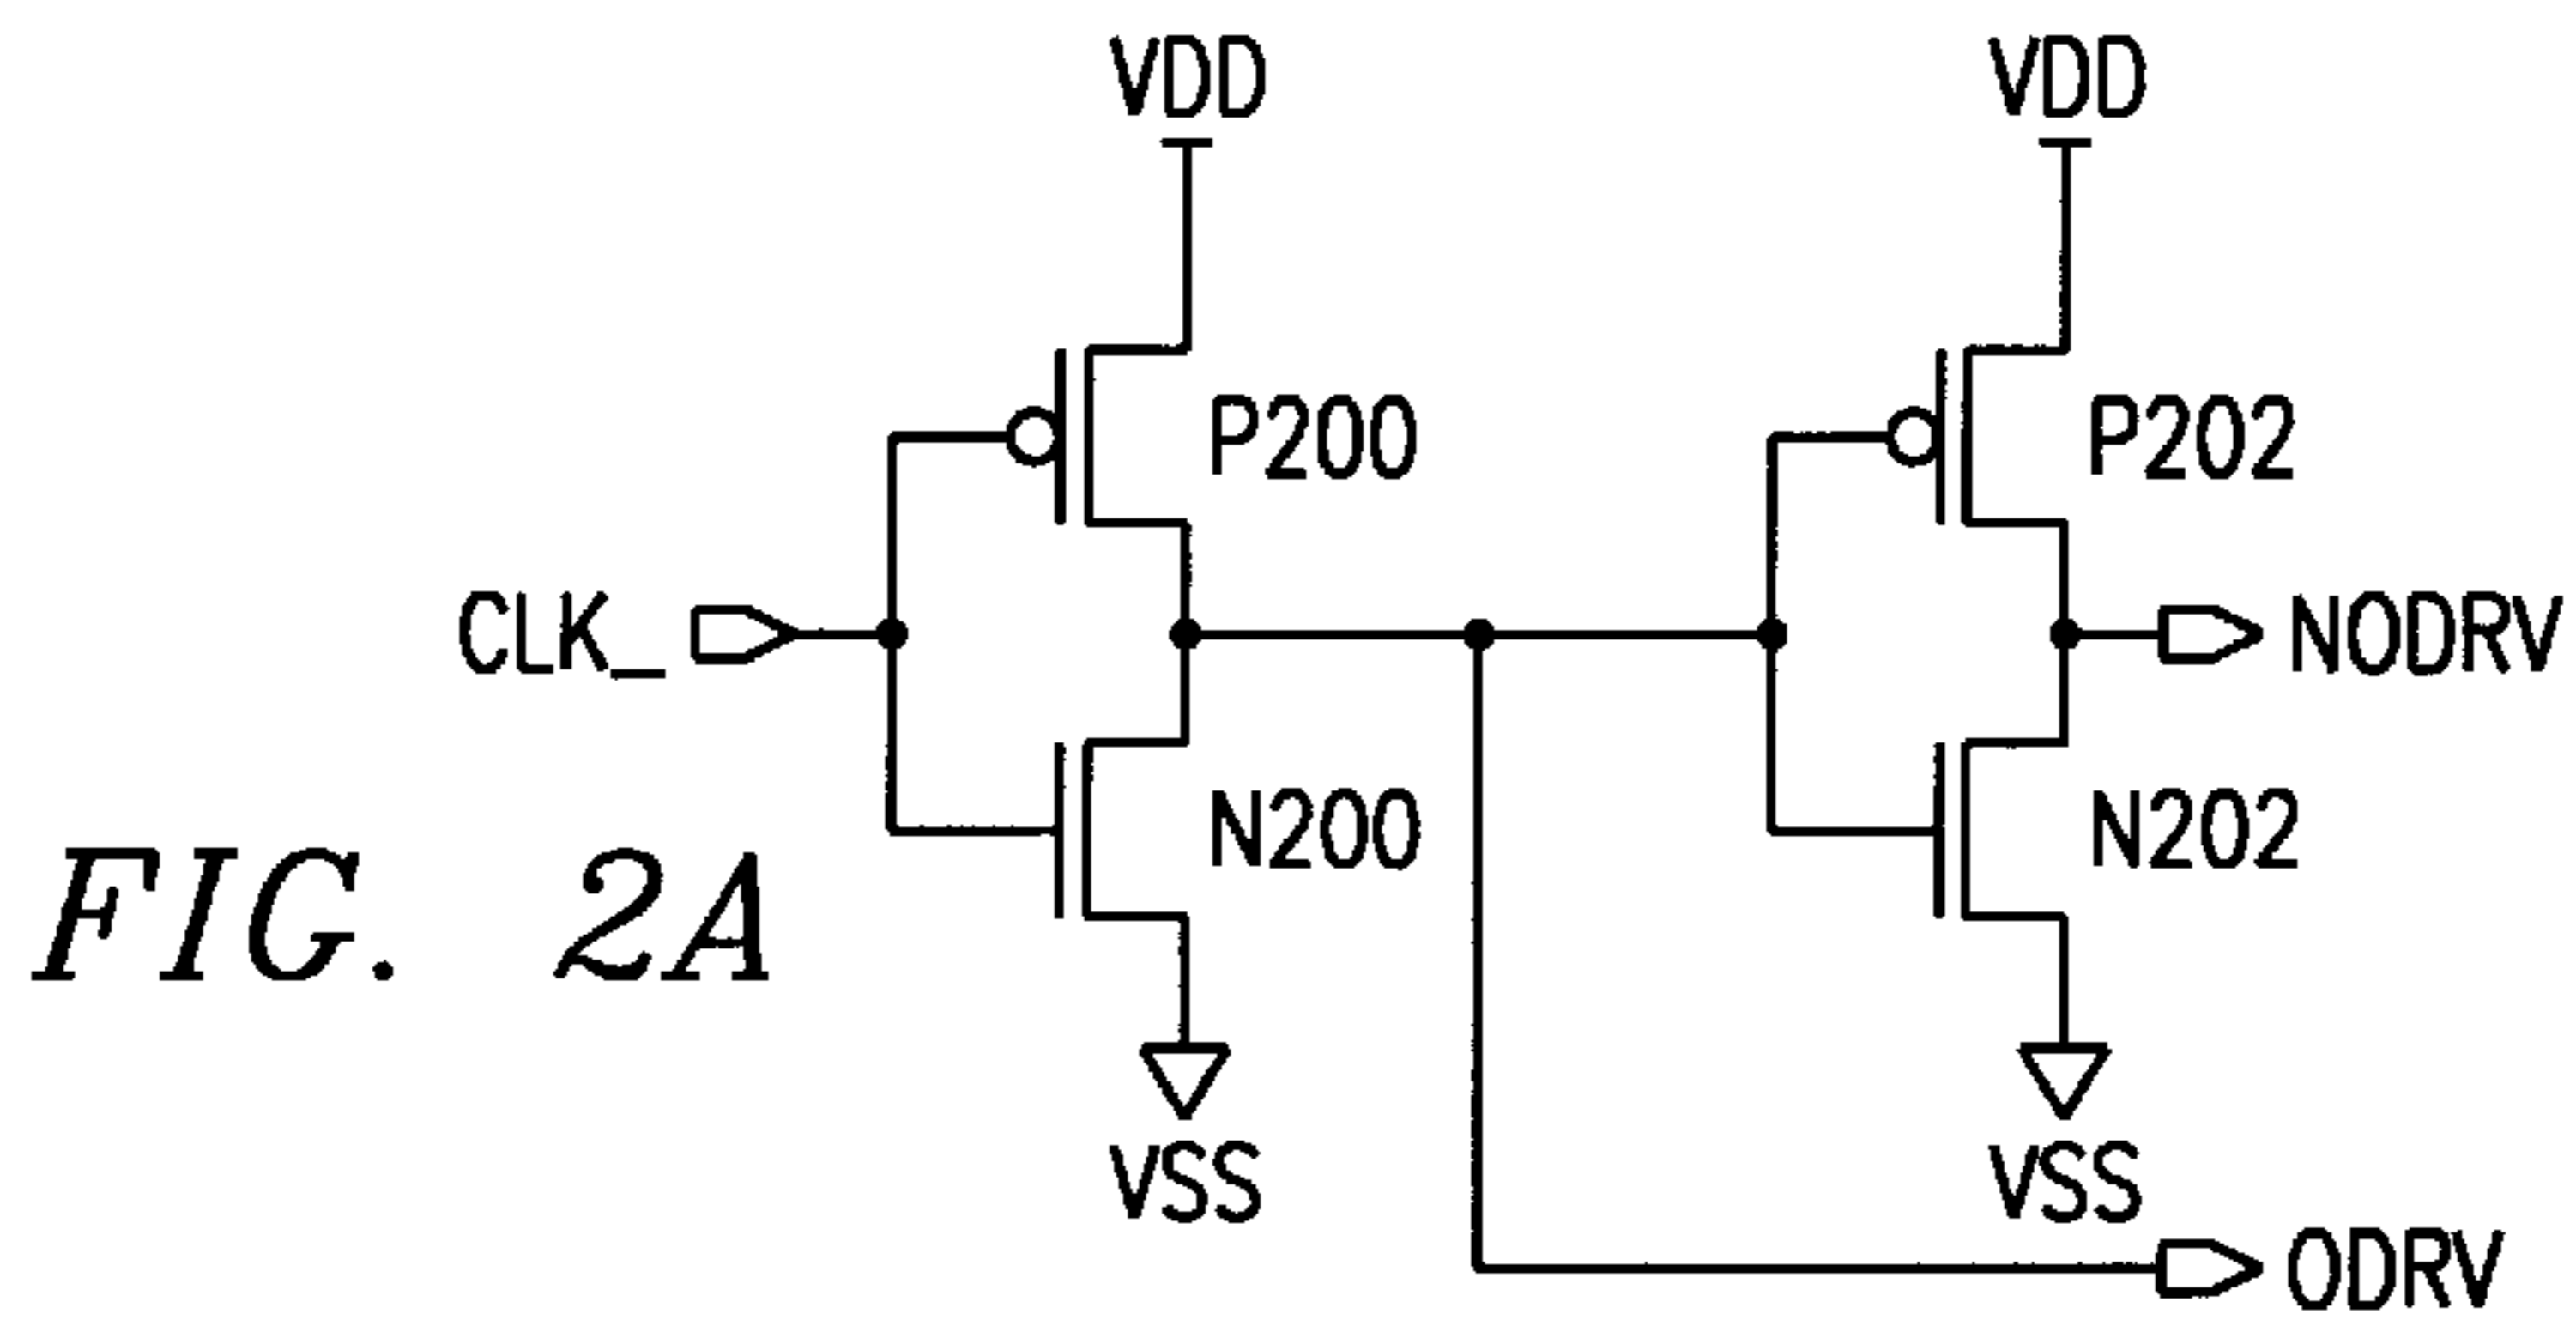 VDD VDD
P200 P202
CLK_ NODRV
N200 N202
FIG. 2A
VSS VSS
ODRV